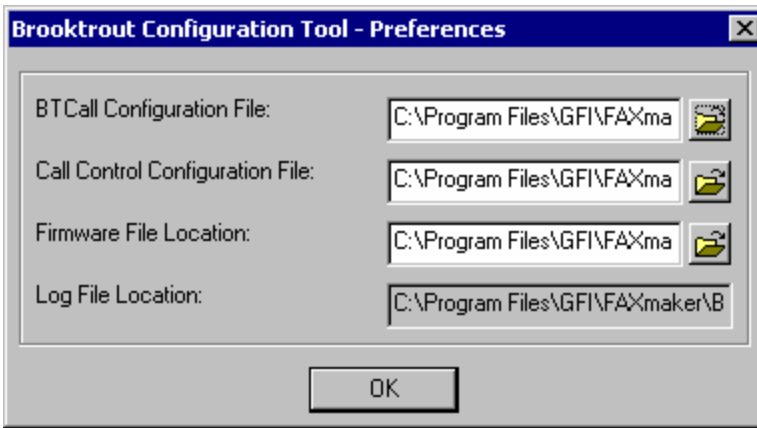 Brooktrout Configuration Tool - Preferences
BTCall Configuration File: C:\Program Files\GFI\FAXma
Call Control Configuration File: C:\Program Files\GFI\FAXma
Firmware File Location: C:\Program Files\GFI\FAXma
Log File Location: C:\Program Files\GFI\FAXmaker\B
OK